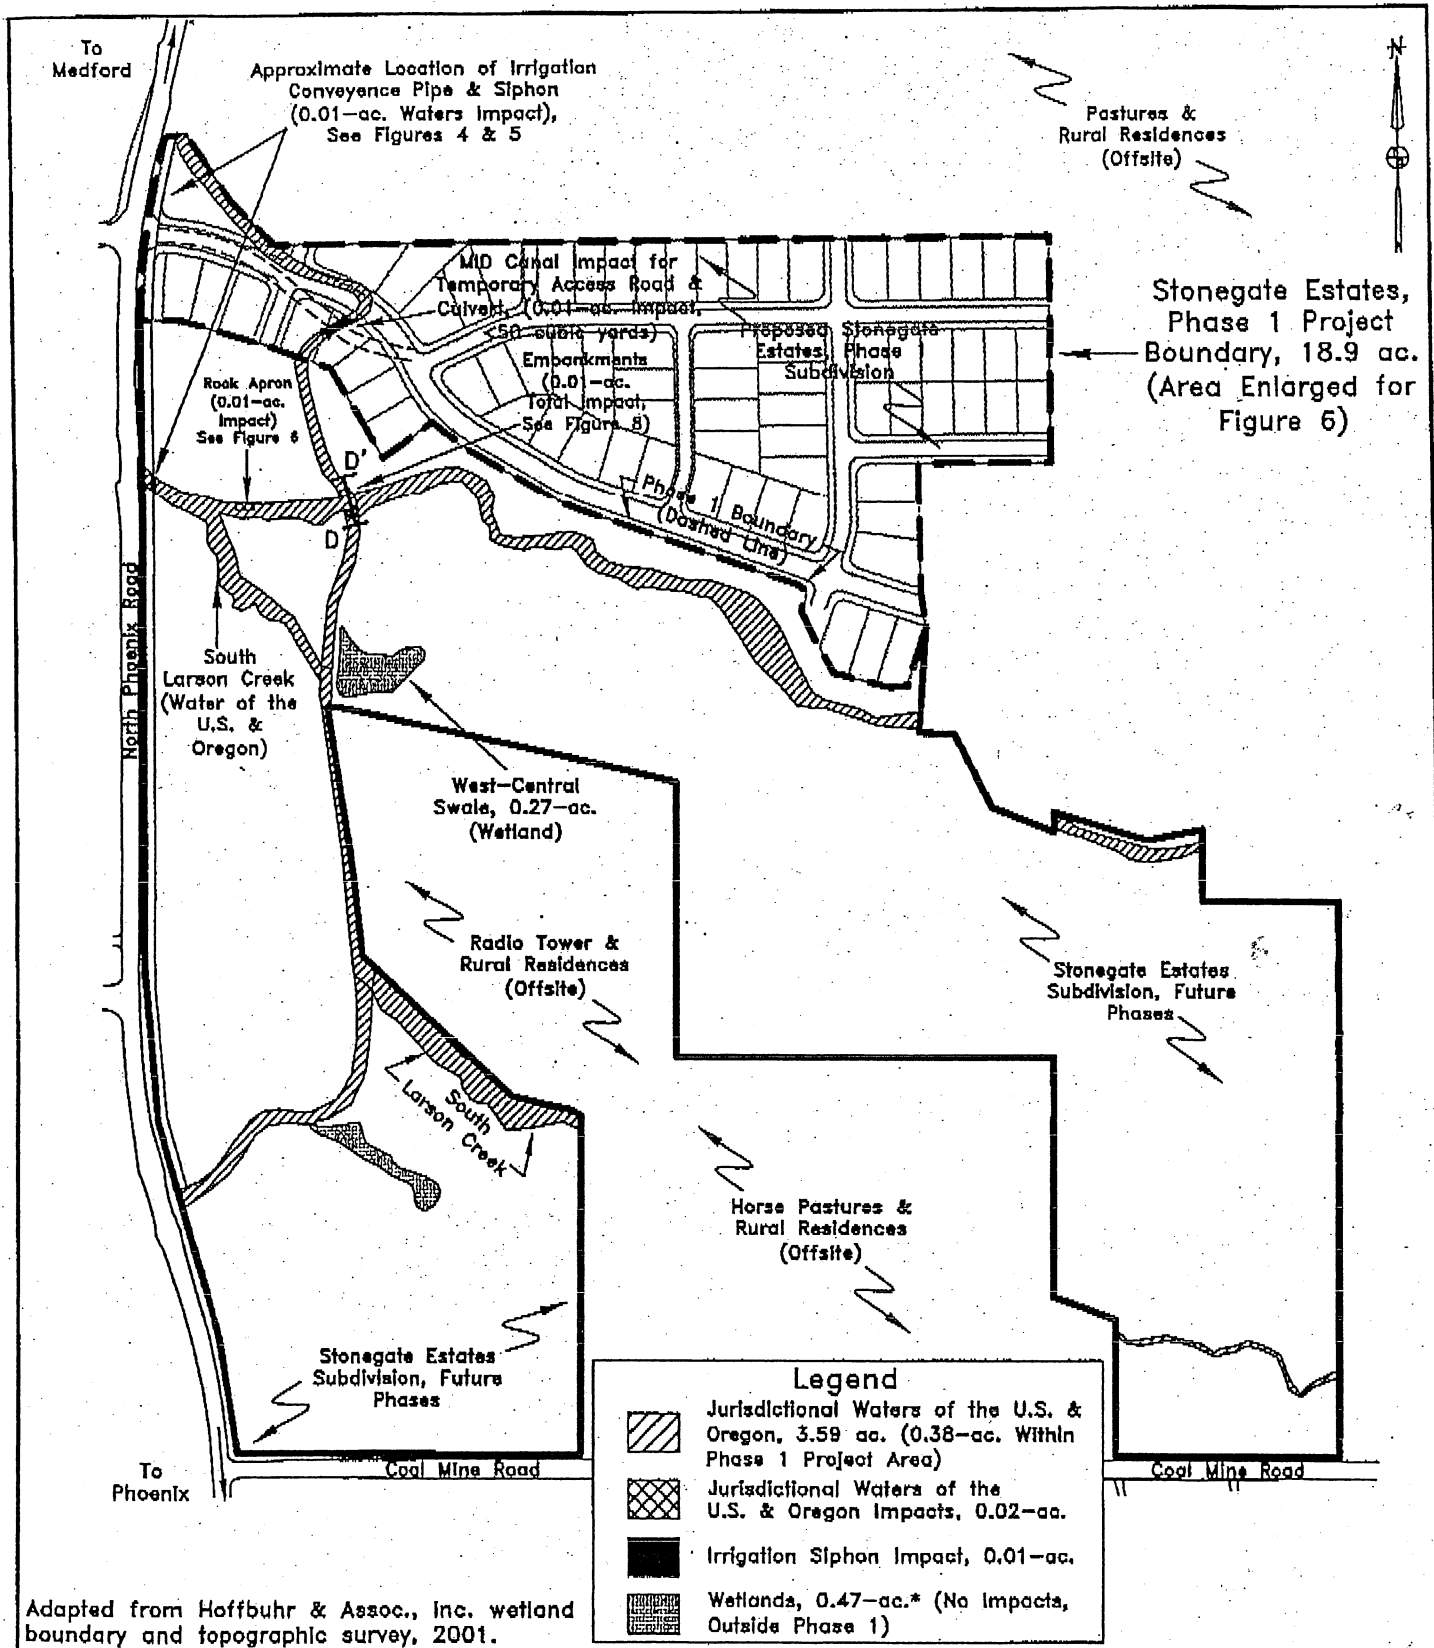 To
Medford
Approximate Location of Irrigation
Conveyence Pipe & Siphon
(0.01-ac. Waters Impact),
See Figures 4 & 5
N
Pastures &
Rural Residences
(Offsite)
MID Canal Impact for
Temporary Access Road &
Culvert, (0.01-ac. Impact,
50 cubic yards)
Embankments
(0.01-ac.
Total Impact,
See Figure 8)
Proposed Stonegate
Estates, Phase
Subdivision
Stonegate Estates,
Phase 1 Project
Boundary, 18.9 ac.
(Area Enlarged for
Figure 6)
Rock Apron
(0.01-ac.
Impact)
See Figure 6
D'
D
Phase 1 Boundary
(Dashed Line)
North Phoenix Road
South
Larson Creek
(Water of the
U.S. &
Oregon)
West-Central
Swale, 0.27-ac.
(Wetland)
Radio Tower &
Rural Residences
(Offsite)
Stonegate Estates
Subdivision, Future
Phases
South
Larson Creek
Horse Pastures &
Rural Residences
(Offsite)
Stonegate Estates
Subdivision, Future
Phases
To
Phoenix
Coal Mine Road
Coal Mine Road
Legend
Jurisdictional Waters of the U.S. &
Oregon, 3.59 ac. (0.38-ac. Within
Phase 1 Project Area)
Jurisdictional Waters of the
U.S. & Oregon Impacts, 0.02-ac.
Irrigation Siphon Impact, 0.01-ac.
Wetlands, 0.47-ac.* (No Impacts,
Outside Phase 1)
Adapted from Hoffbuhr & Assoc., Inc. wetland
boundary and topographic survey, 2001.